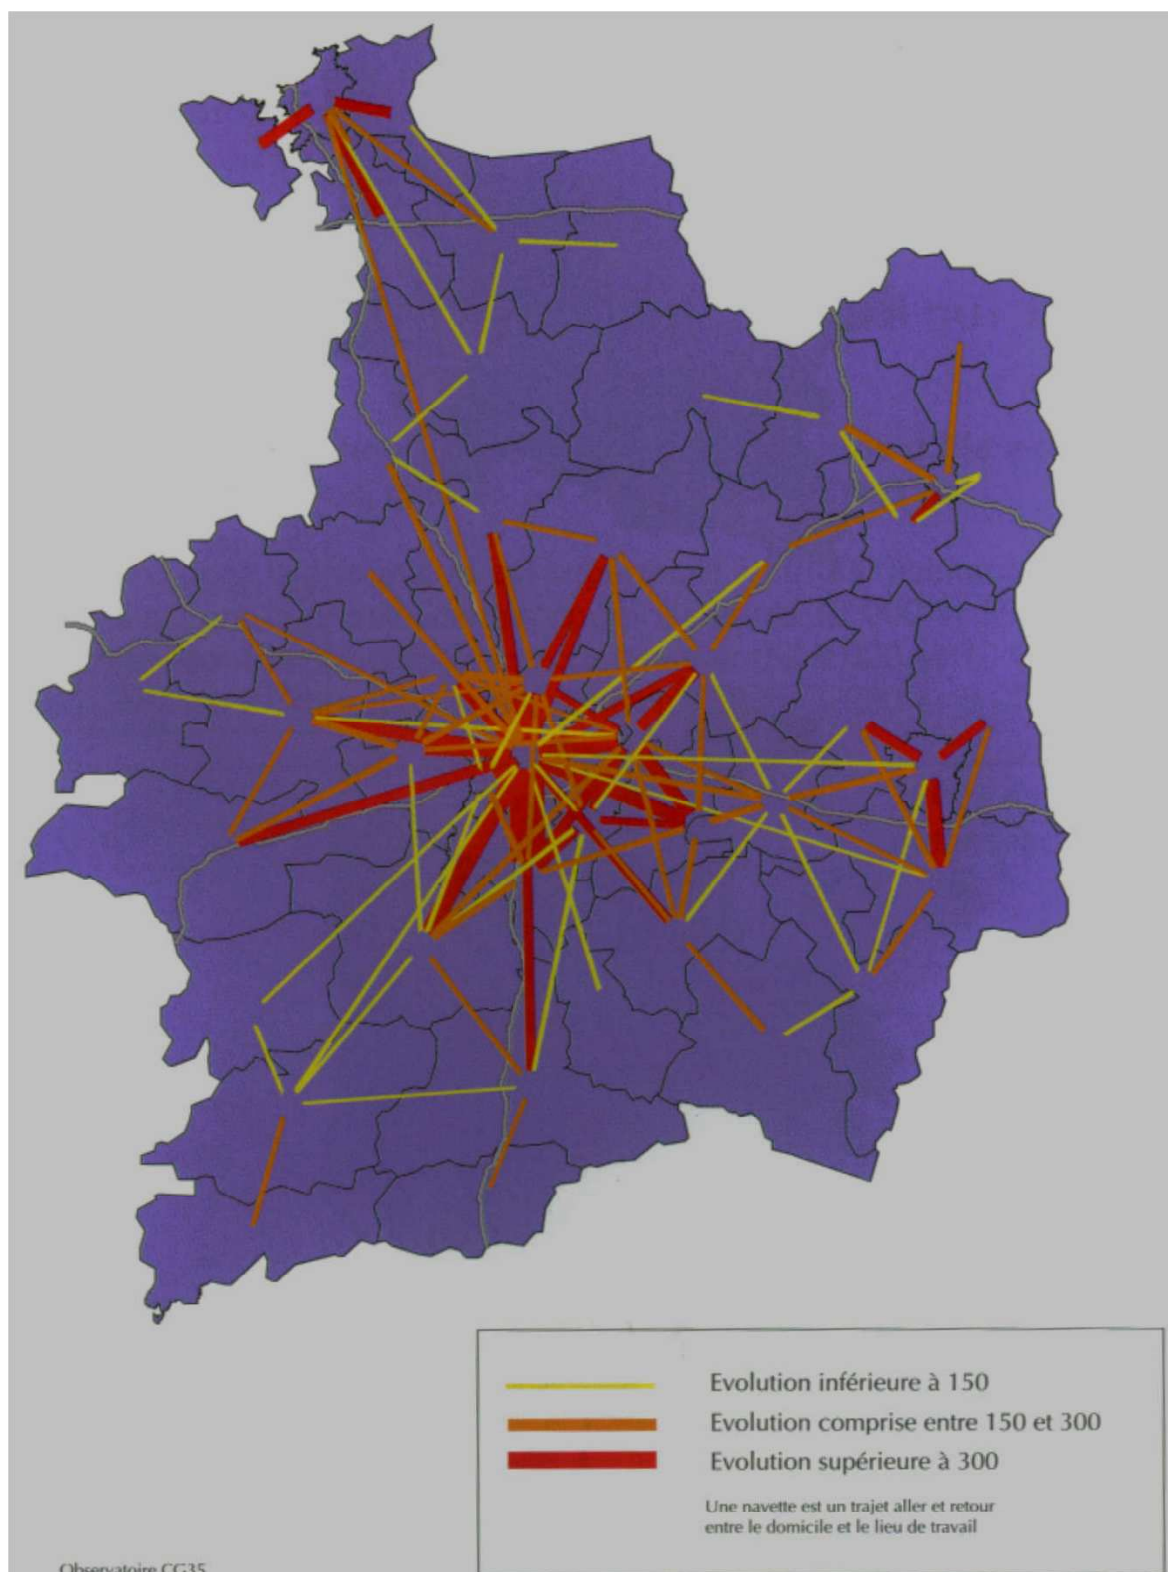 Evolution inférieure à 150
Evolution comprise entre 150 et 300
Evolution supérieure à 300
Une navette est un trajet aller et retour
entre le domicile et le lieu de travail
Observatoire CG35